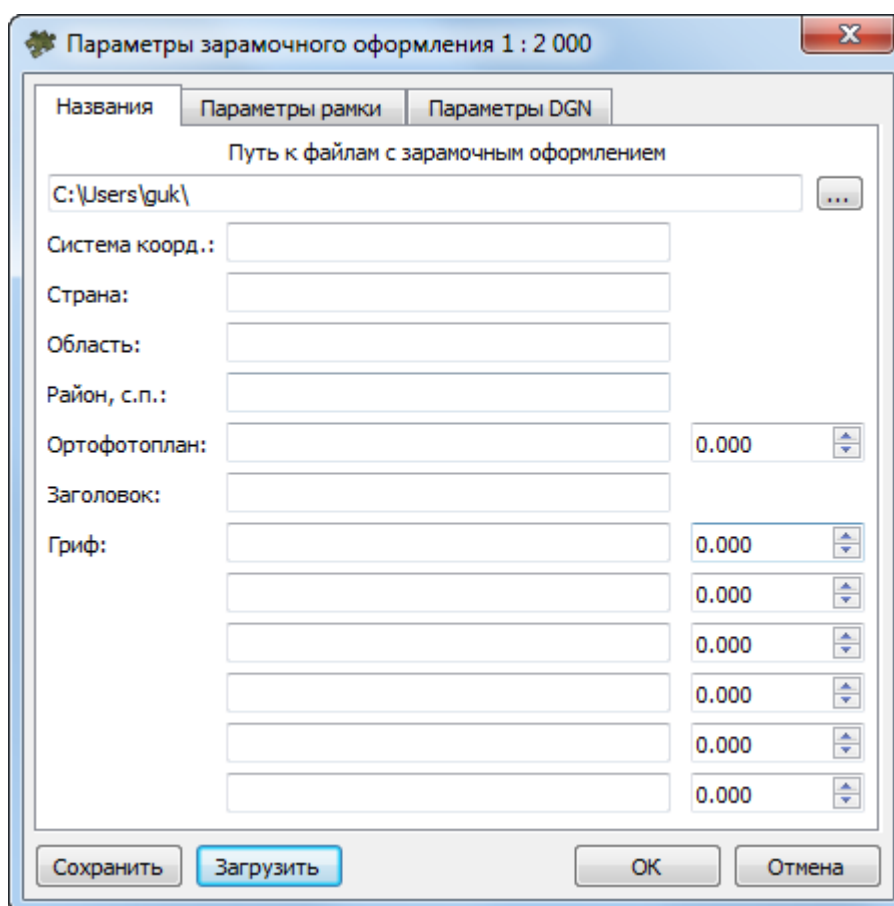 Параметры зарамочного оформления 1 : 2 000
Названия Параметры рамки Параметры DGN
Путь к файлам с зарамочным оформлением
C:\Users\guk\ ...
Система коорд.:
Страна:
Область:
Район, с.п.:
Ортофотоплан: 0.000
Заголовок:
Гриф: 0.000
0.000
0.000
0.000
0.000
0.000
Сохранить Загрузить OK Отмена